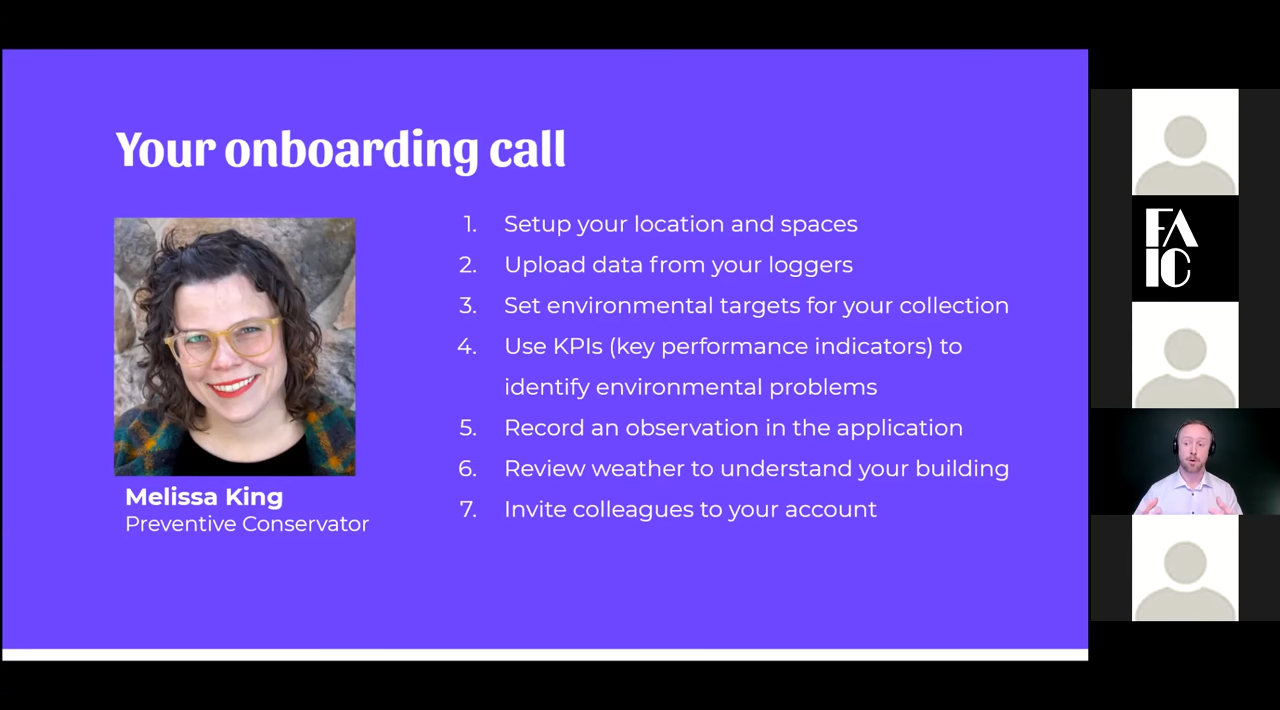 Your onboarding call
1. Setup your location and spaces
2. Upload data from your loggers
3. Set environmental targets for your collection
4. Use KPIs (key performance indicators) to
identify environmental problems
5. Record an observation in the application
6. Review weather to understand your building
7. Invite colleagues to your account
Melissa King
Preventive Conservator
FA
IC